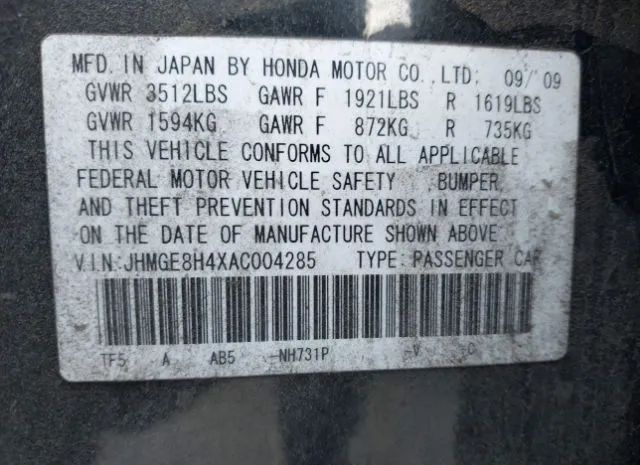 MFD. IN JAPAN BY HONDA MOTOR CO.,LTD: 09/'09
GVWR 3512LBS GAWR F 1921LBS R 1619LBS
GVWR 1594KG GAWR F 872KG R 735KG
THIS VEHICLE CONFORMS TO ALL APPLICABLE
FEDERAL MOTOR VEHICLE SAFETY, BUMPER,
AND THEFT PREVENTION STANDARDS IN EFFECT
ON THE DATE OF MANUFACTURE SHOWN ABOVE
V.I.N:JHMGE8H4XAC004285 TYPE:PASSENGER CAR
TF5 A AB5 -NH731P -V C